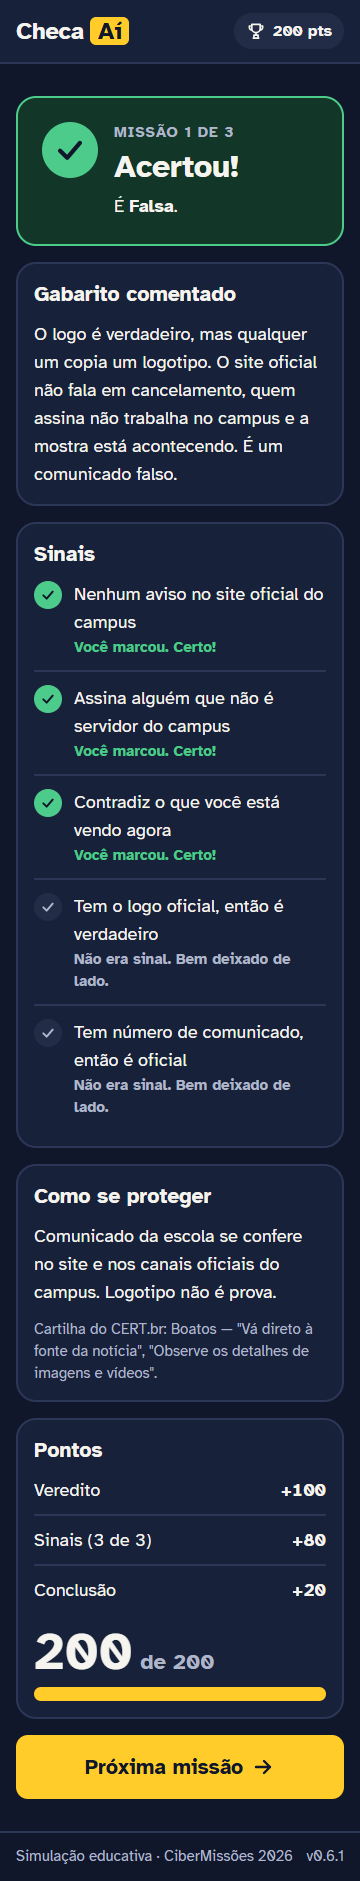 Checa Aí
200 pts
MISSÃO 1 DE 3
Acertou!
É Falsa.
Gabarito comentado
O logo é verdadeiro, mas qualquer
um copia um logotipo. O site oficial
não fala em cancelamento, quem
assina não trabalha no campus e a
mostra está acontecendo. É um
comunicado falso.
Sinais
Nenhum aviso no site oficial do
campus
Você marcou. Certo!
Assina alguém que não é
servidor do campus
Você marcou. Certo!
Contradiz o que você está
vendo agora
Você marcou. Certo!
Tem o logo oficial, então é
verdadeiro
Não era sinal. Bem deixado de
lado.
Tem número de comunicado,
então é oficial
Não era sinal. Bem deixado de
lado.
Como se proteger
Comunicado da escola se confere
no site e nos canais oficiais do
campus. Logotipo não é prova.
Cartilha do CERT.br: Boatos — "Vá direto à
fonte da notícia", "Observe os detalhes de
imagens e vídeos".
Pontos
Veredito +100
Sinais (3 de 3) +80
Conclusão +20
200 de 200
Próxima missão →
Simulação educativa · CiberMissões 2026 v0.6.1